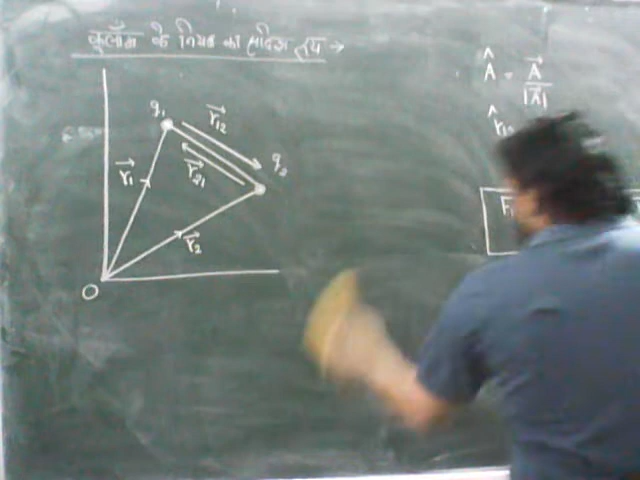 कूलॉम के नियम का सदिश रूप →
q₁
r⃗₁₂
q₂
r⃗₂₁
r⃗₁
r⃗₂
O
Â = A⃗ / |A⃗|